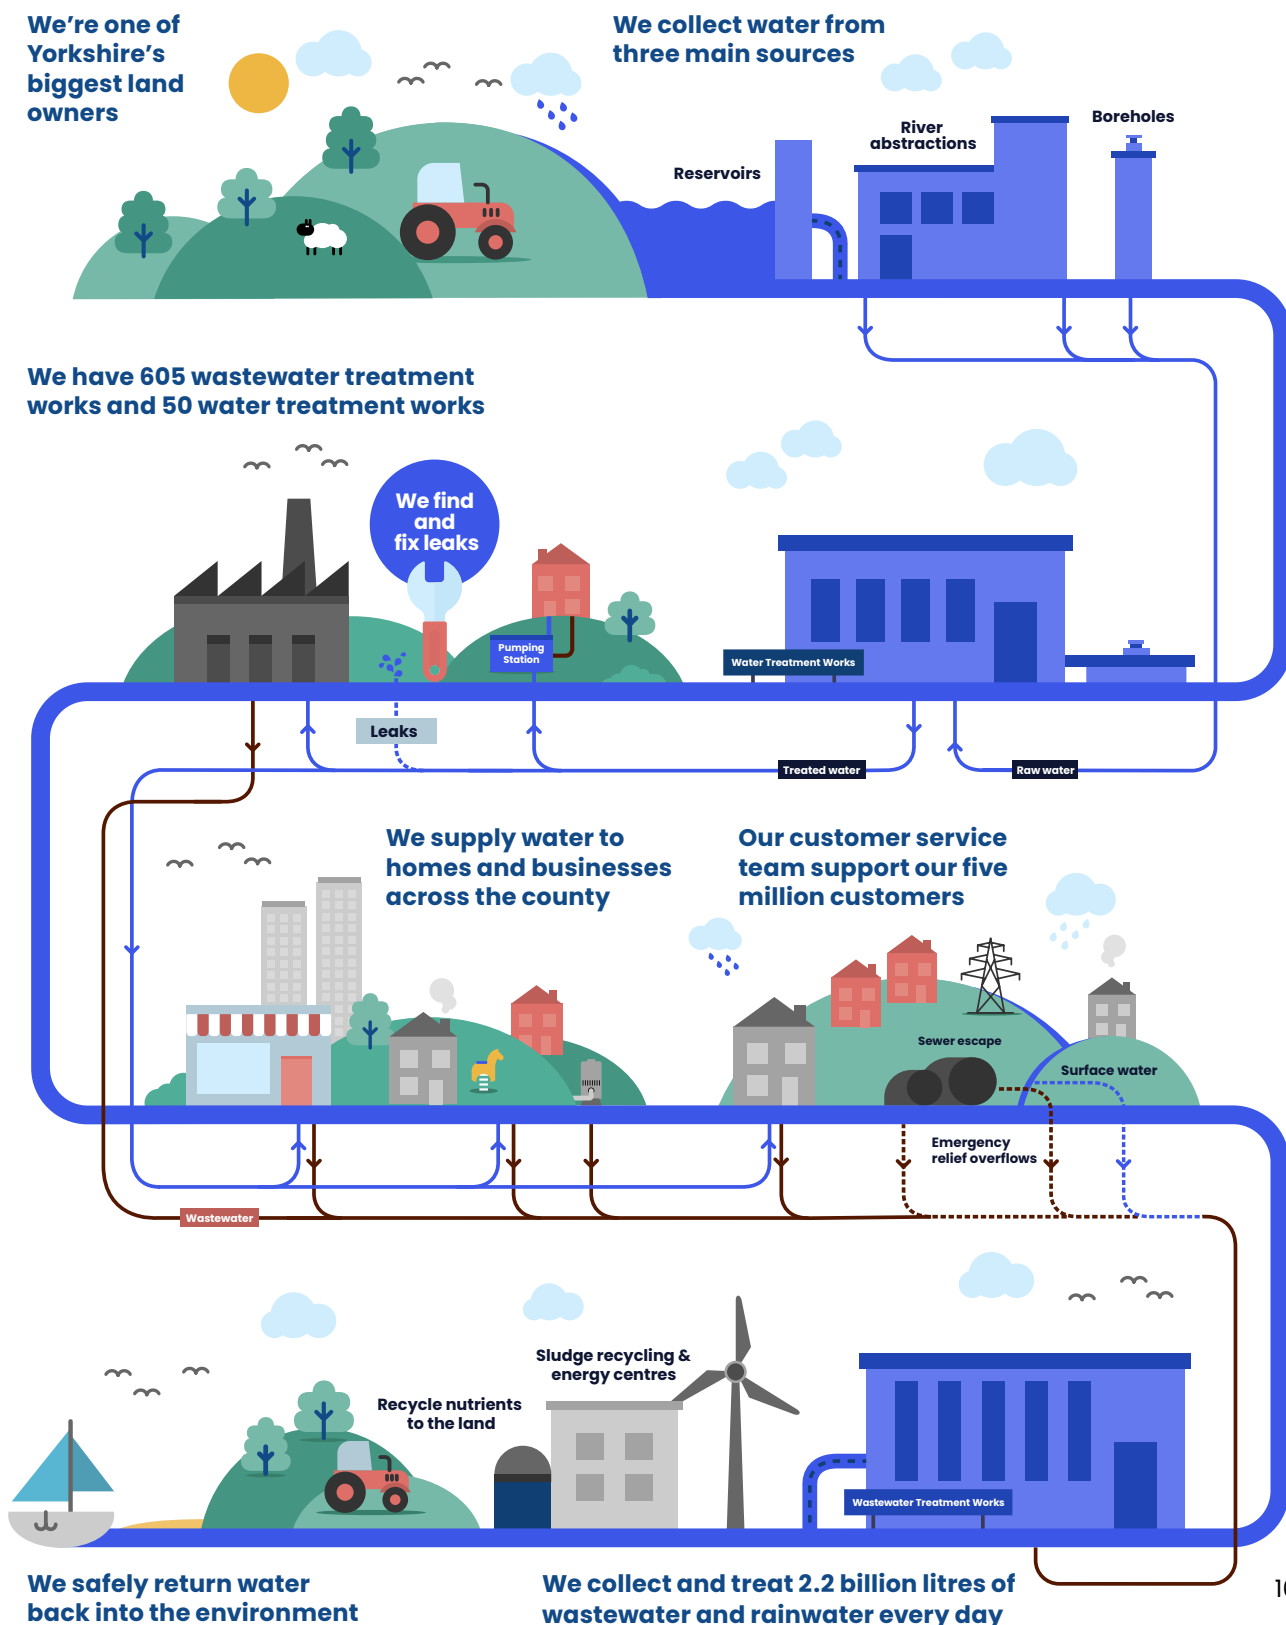 We're one of
Yorkshire's
biggest land
owners
We collect water from
three main sources
Reservoirs
River
abstractions
Boreholes
We have 605 wastewater treatment
works and 50 water treatment works
We find
and
fix leaks
Pumping
Station
Water Treatment Works
Leaks
Treated water
Raw water
We supply water to
homes and businesses
across the county
Our customer service
team support our five
million customers
Sewer escape
Surface water
Emergency
relief overflows
Wastewater
Sludge recycling &
energy centres
Recycle nutrients
to the land
Wastewater Treatment Works
We safely return water
back into the environment
We collect and treat 2.2 billion litres of
wastewater and rainwater every day